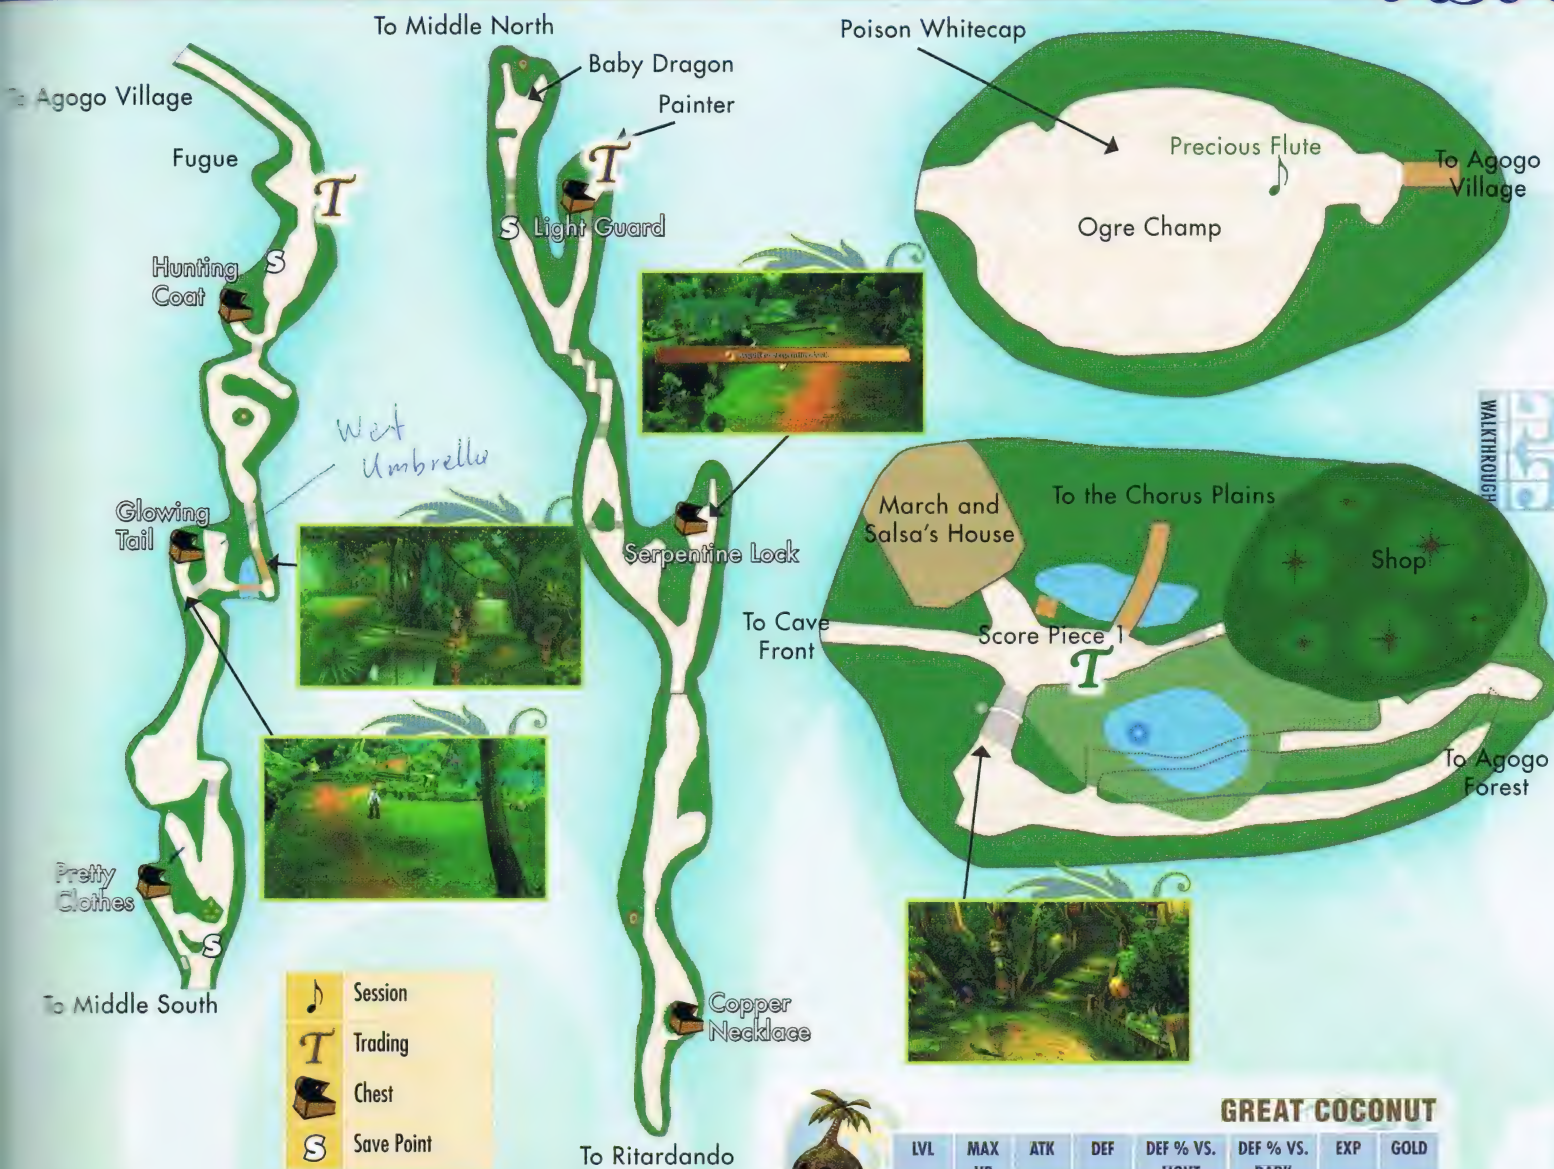 To Middle North
To Agogo Village
Baby Dragon
Painter
Fugue
T
T
Light Guard
S
Hunting
Coat
S
Poison Whitecap
Precious Flute
To Agogo
Village
Ogre Champ
WALKTHROUGH
West
Umbrella
Glowing
Tail
Serpentine Lock
March and
Salsa's House
To the Chorus Plains
Shop
To Cave
Front
Score Piece 1
T
To Agogo
Forest
Pretty
Clothes
S
To Middle South
Copper
Necklace
To Ritardando
Session
T Trading
Chest
S Save Point
GREAT COCONUT
LVL MAX ATK DEF DEF % VS. DEF % VS. EXP GOLD